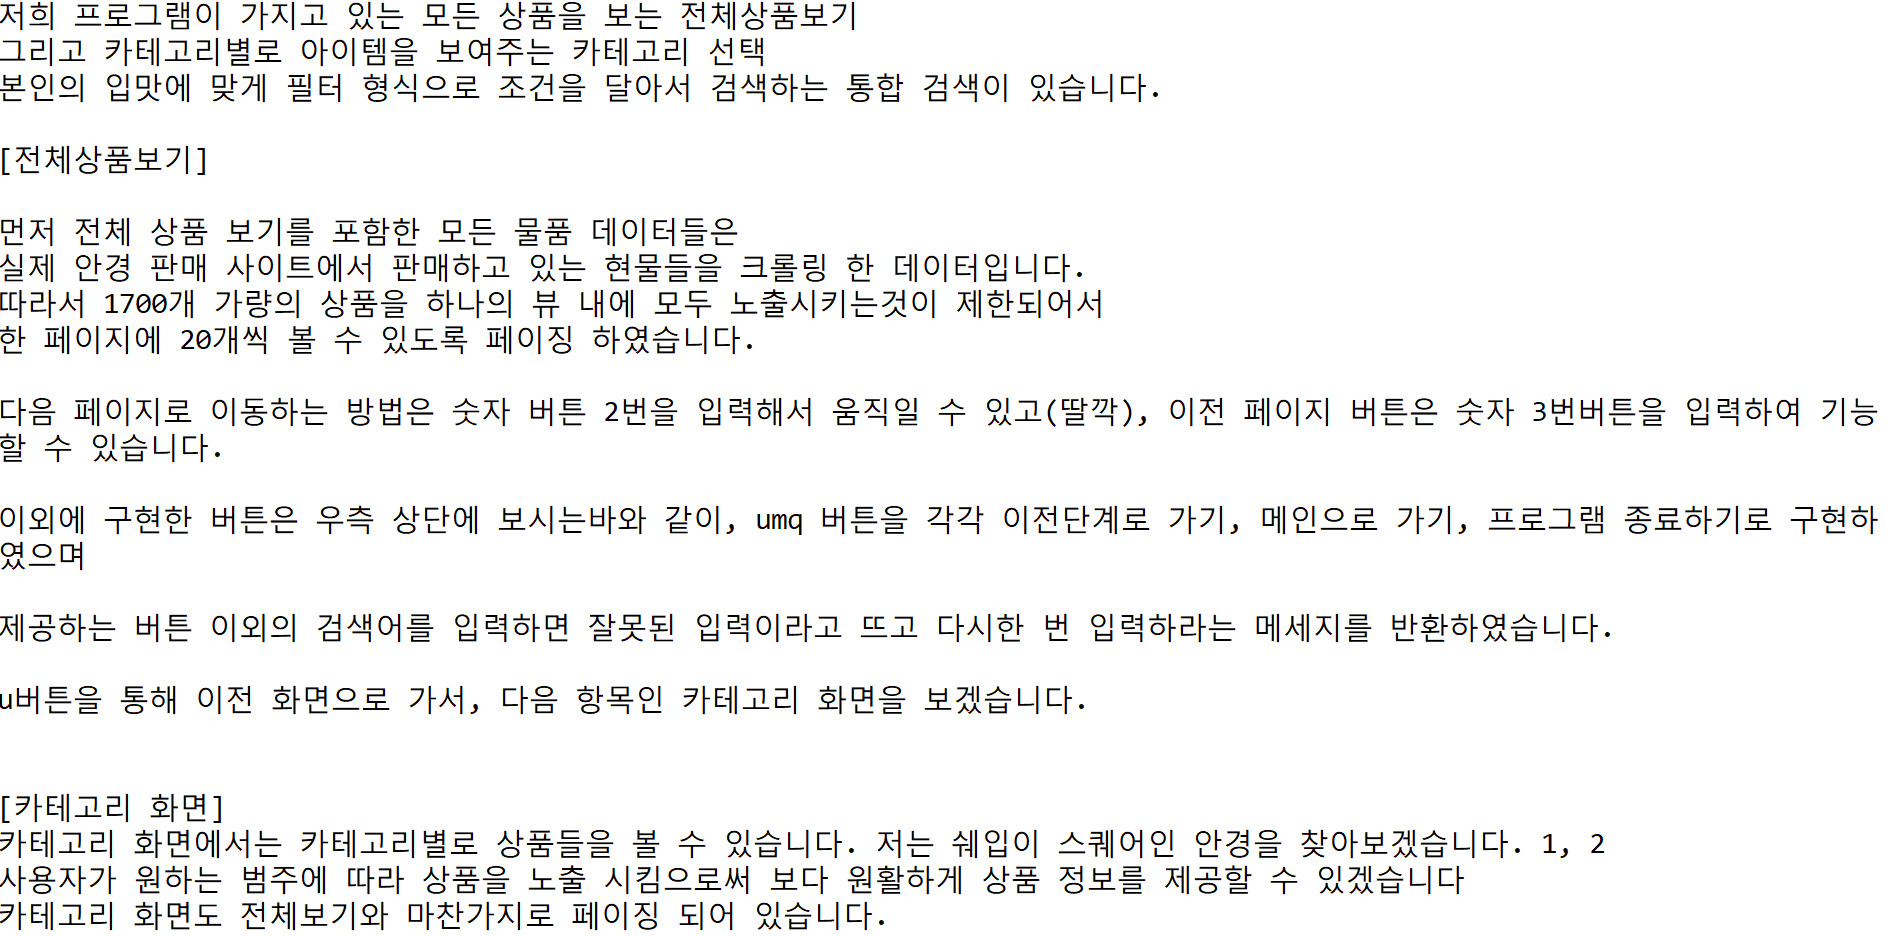 저희 프로그램이 가지고 있는 모든 상품을 보는 전체상품보기
그리고 카테고리별로 아이템을 보여주는 카테고리 선택
본인의 입맛에 맞게 필터 형식으로 조건을 달아서 검색하는 통합 검색이 있습니다.
[전체상품보기]
먼저 전체 상품 보기를 포함한 모든 물품 데이터들은
실제 안경 판매 사이트에서 판매하고 있는 현물들을 크롤링 한 데이터입니다.
따라서 1700개 가량의 상품을 하나의 뷰 내에 모두 노출시키는것이 제한되어서
한 페이지에 20개씩 볼 수 있도록 페이징 하였습니다.
다음 페이지로 이동하는 방법은 숫자 버튼 2번을 입력해서 움직일 수 있고(딸깍), 이전 페이지 버튼은 숫자 3번버튼을 입력하여 기능
할 수 있습니다.
이외에 구현한 버튼은 우측 상단에 보시는바와 같이, umq 버튼을 각각 이전단계로 가기, 메인으로 가기, 프로그램 종료하기로 구현하
였으며
제공하는 버튼 이외의 검색어를 입력하면 잘못된 입력이라고 뜨고 다시한 번 입력하라는 메세지를 반환하였습니다.
u버튼을 통해 이전 화면으로 가서, 다음 항목인 카테고리 화면을 보겠습니다.
[카테고리 화면]
카테고리 화면에서는 카테고리별로 상품들을 볼 수 있습니다. 저는 쉐입이 스퀘어인 안경을 찾아보겠습니다. 1, 2
사용자가 원하는 범주에 따라 상품을 노출 시킴으로써 보다 원활하게 상품 정보를 제공할 수 있겠습니다
카테고리 화면도 전체보기와 마찬가지로 페이징 되어 있습니다.